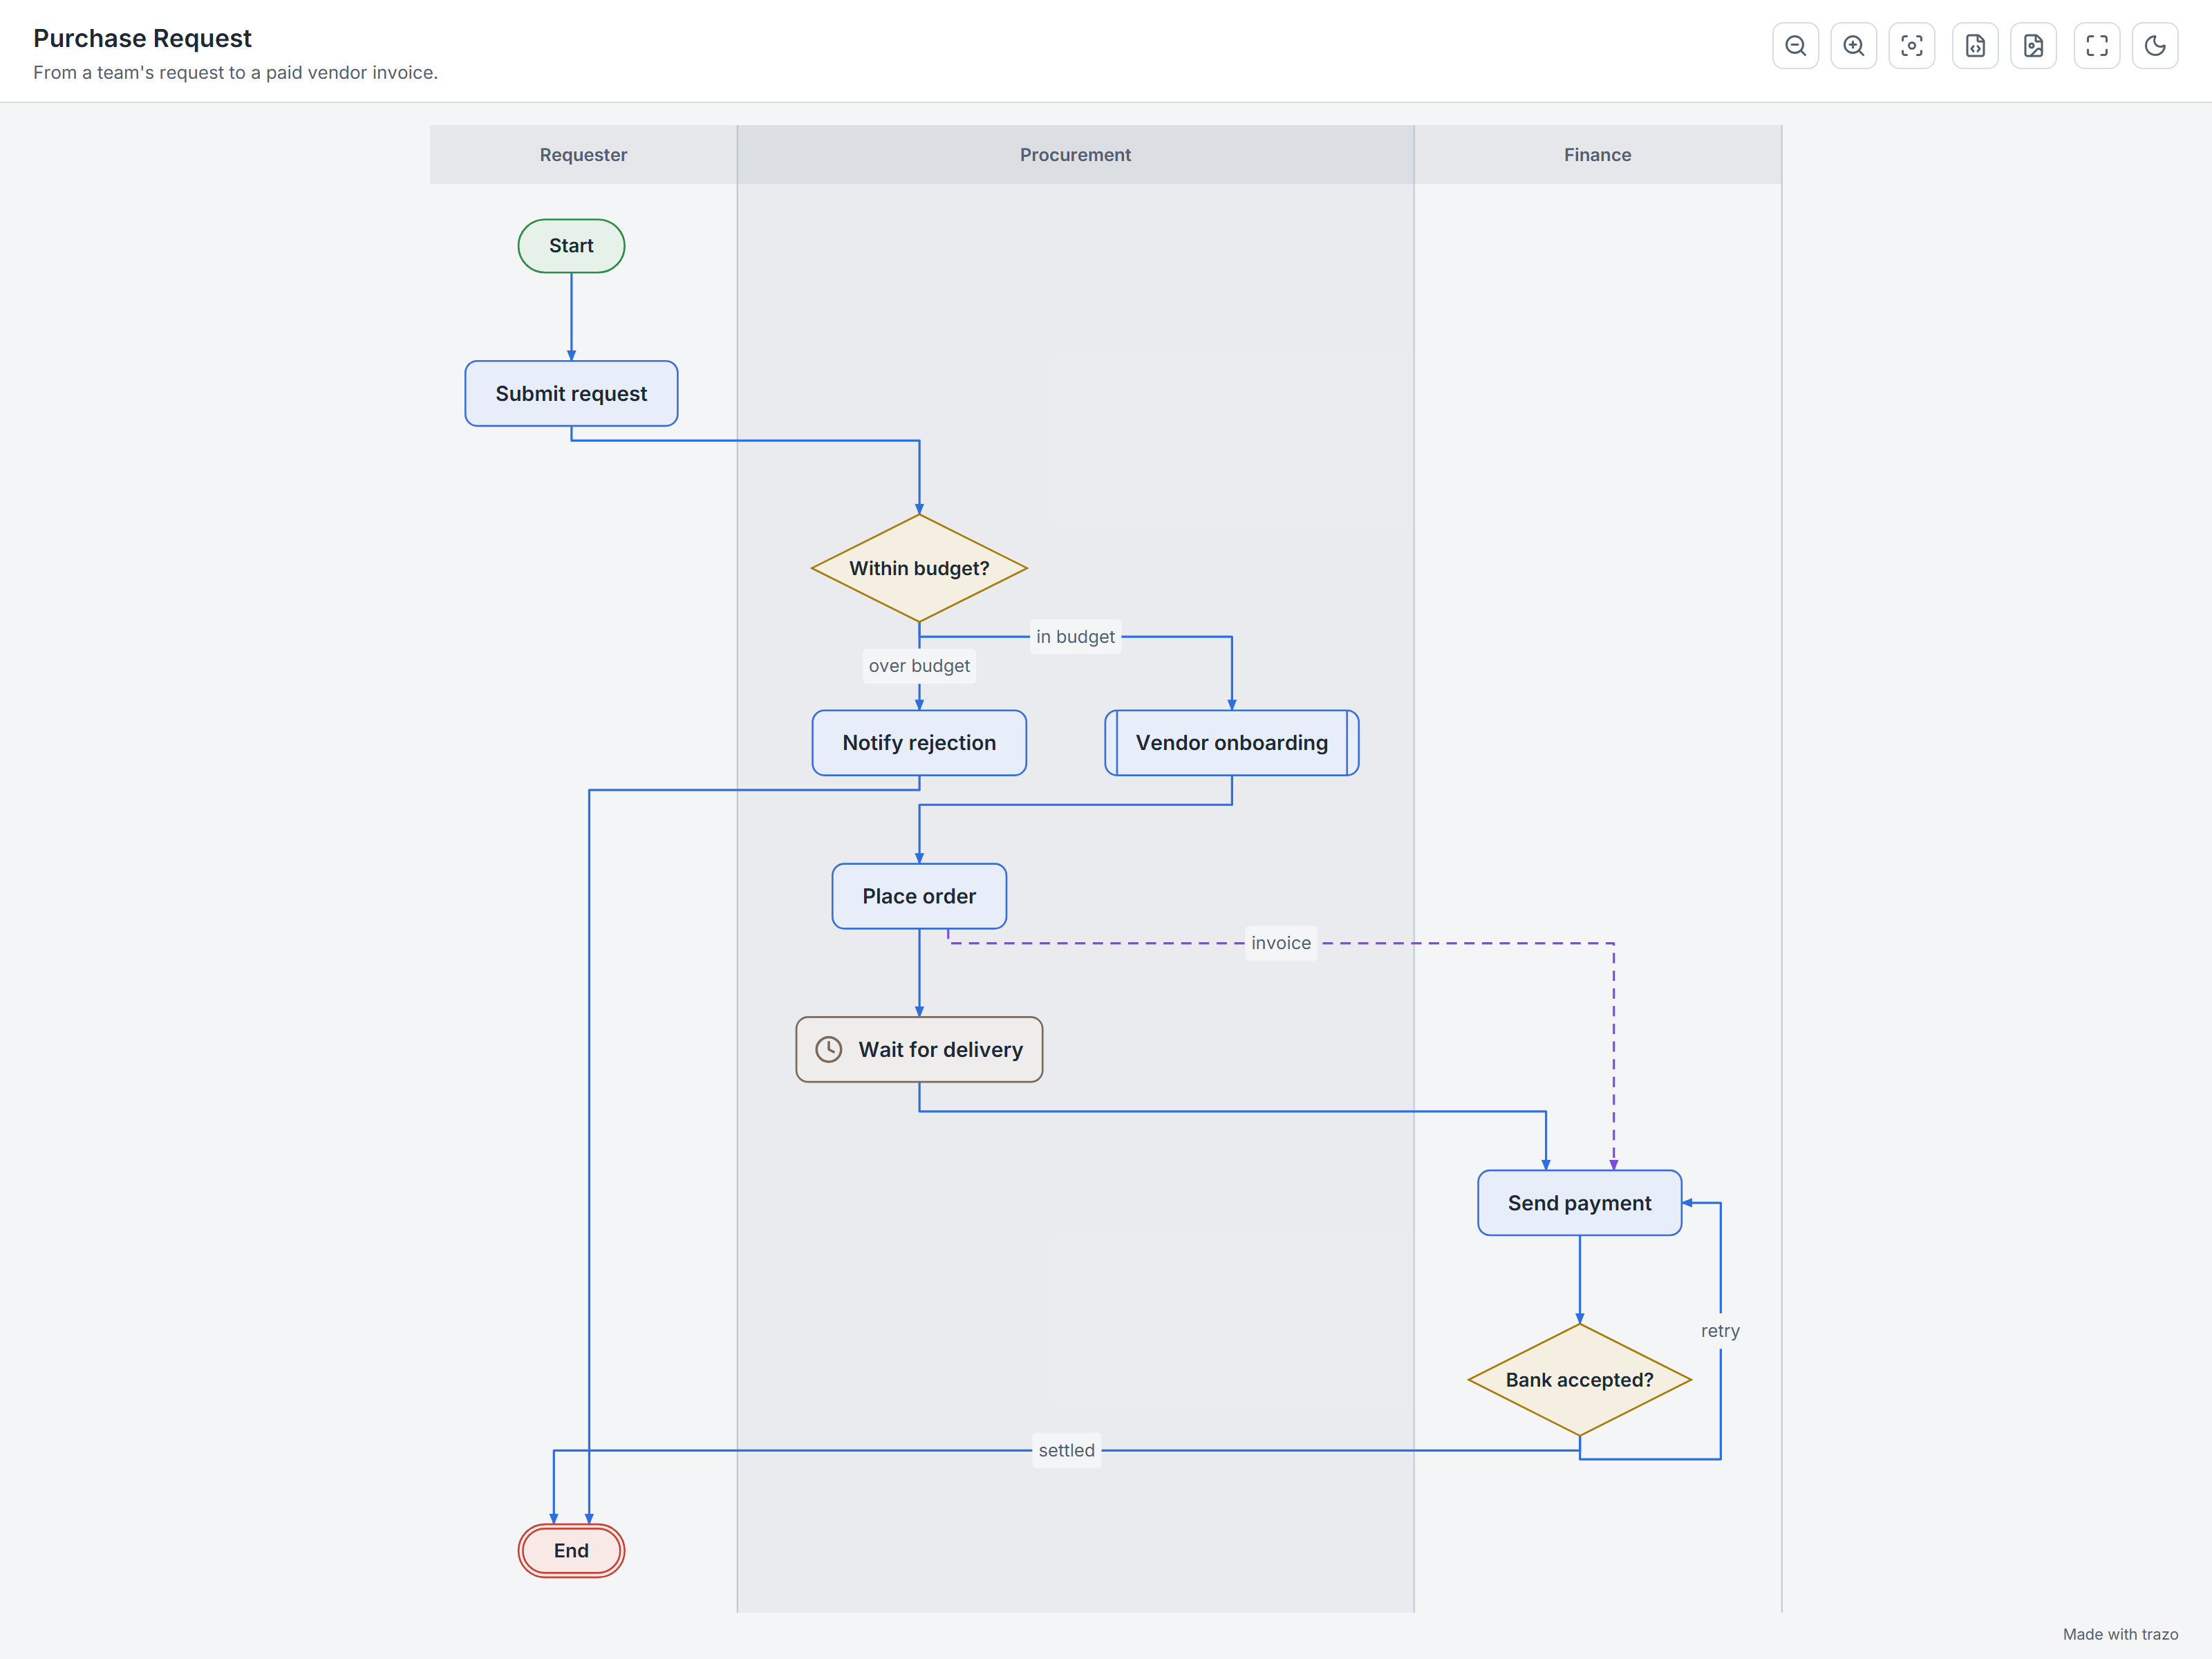 Purchase Request
From a team's request to a paid vendor invoice.
Requester
Procurement
Finance
Start
Submit request
Within budget?
in budget
over budget
Notify rejection
Vendor onboarding
Place order
invoice
Wait for delivery
Send payment
retry
Bank accepted?
settled
End
Made with trazo